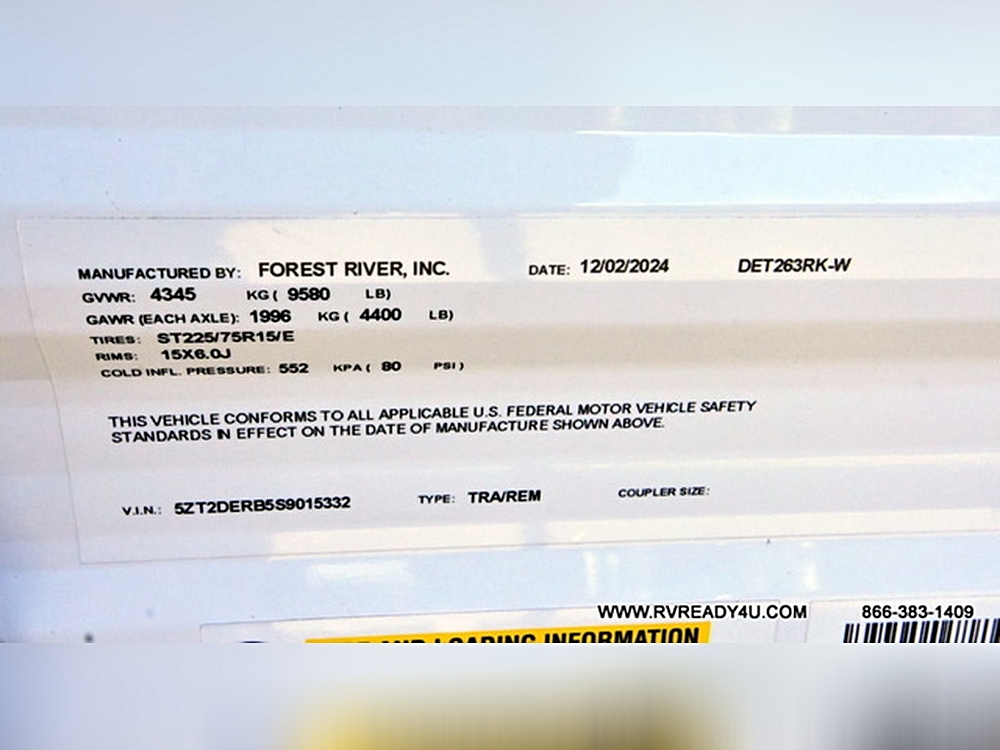 MANUFACTURED BY: FOREST RIVER, INC. DATE: 12/02/2024 DET263RK-W
GVWR: 4345 KG ( 9580 LB)
GAWR (EACH AXLE): 1996 KG ( 4400 LB)
TIRES: ST225/75R15/E
RIMS: 15X6.0J
COLD INFL. PRESSURE: 552 KPA ( 80 PSI )
THIS VEHICLE CONFORMS TO ALL APPLICABLE U.S. FEDERAL MOTOR VEHICLE SAFETY
STANDARDS IN EFFECT ON THE DATE OF MANUFACTURE SHOWN ABOVE.
V.I.N.: 5ZT2DERB5S9015332 TYPE: TRA/REM COUPLER SIZE:
WWW.RVREADY4U.COM 866-383-1409
AND LOADING INFORMATION